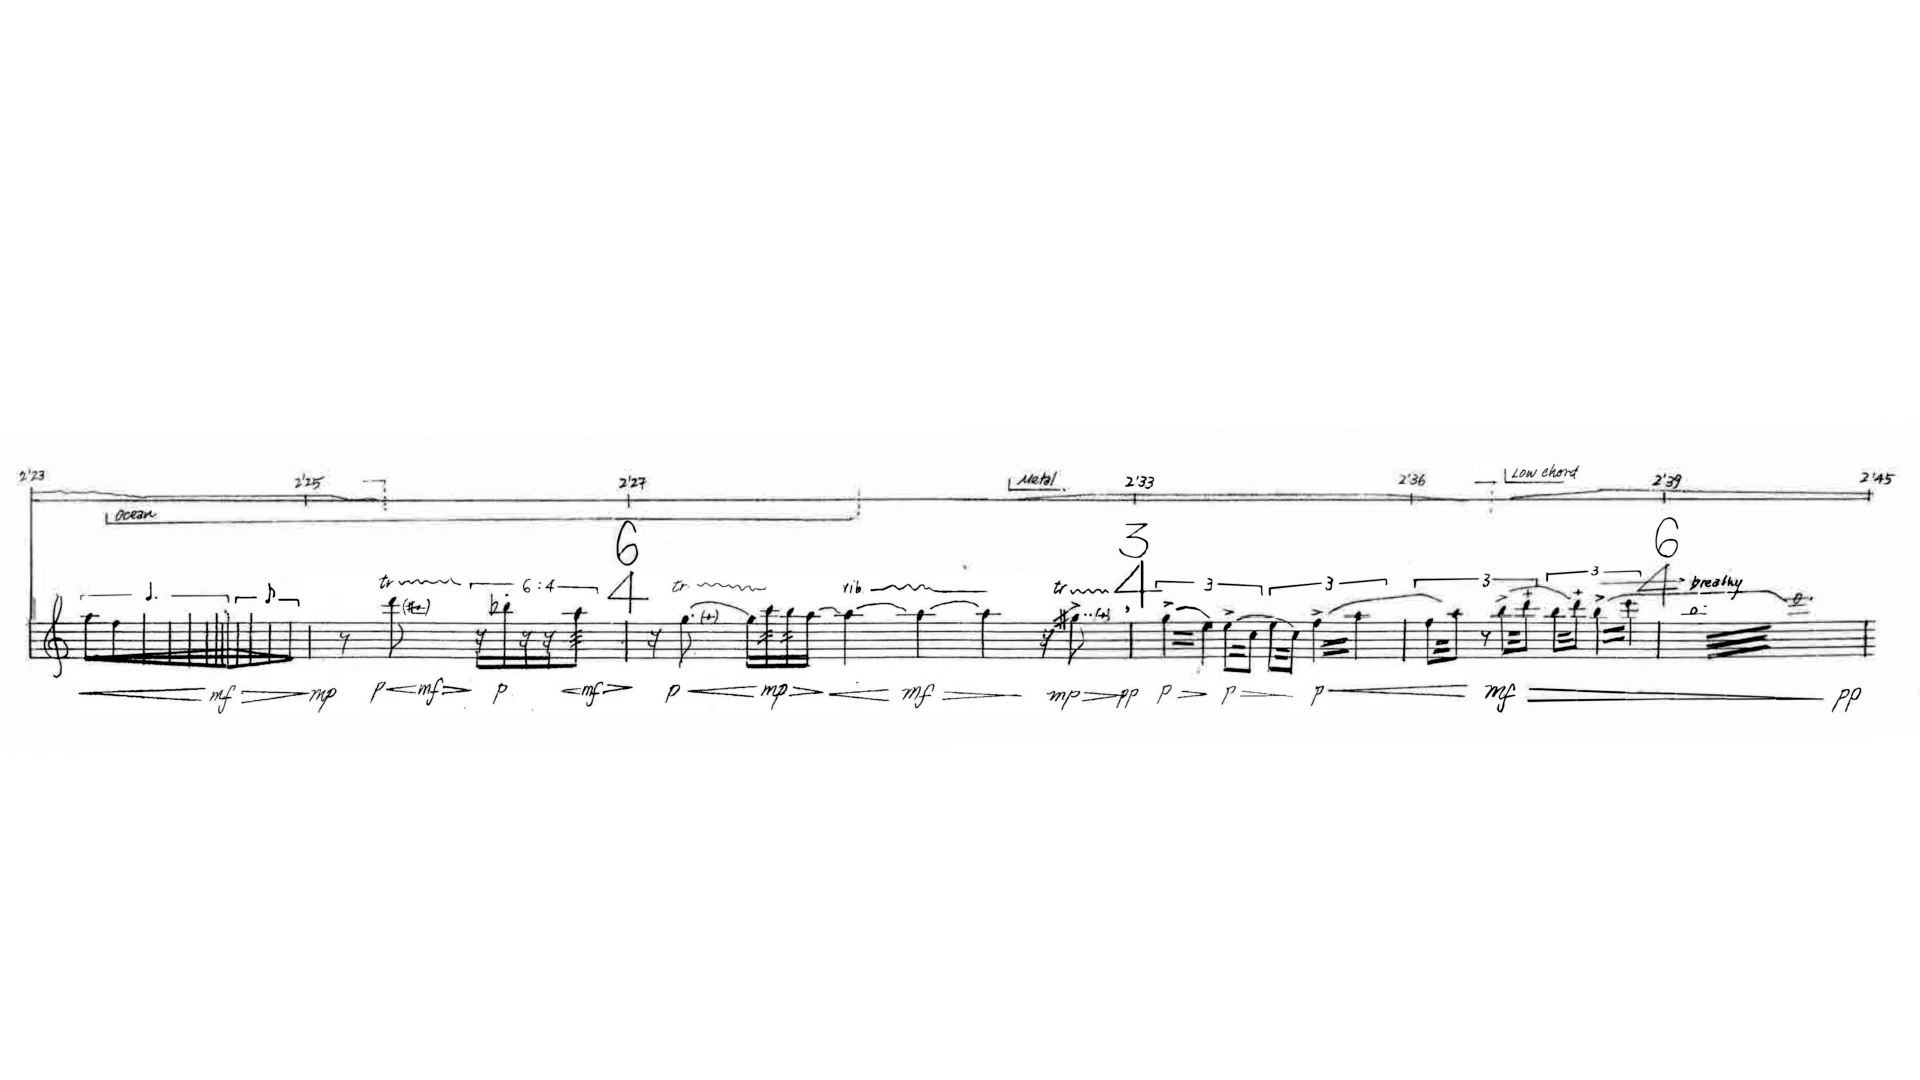 2'23 2'25 2'27 2'33 2'36 2'39 2'45
Ocean Metal Low chord
6 3 6
4 4 4
tr 6:4 tr vib tr 3 3 3 3 breathy
mf mp p mf p mf p mp mf mp pp p p p mf pp